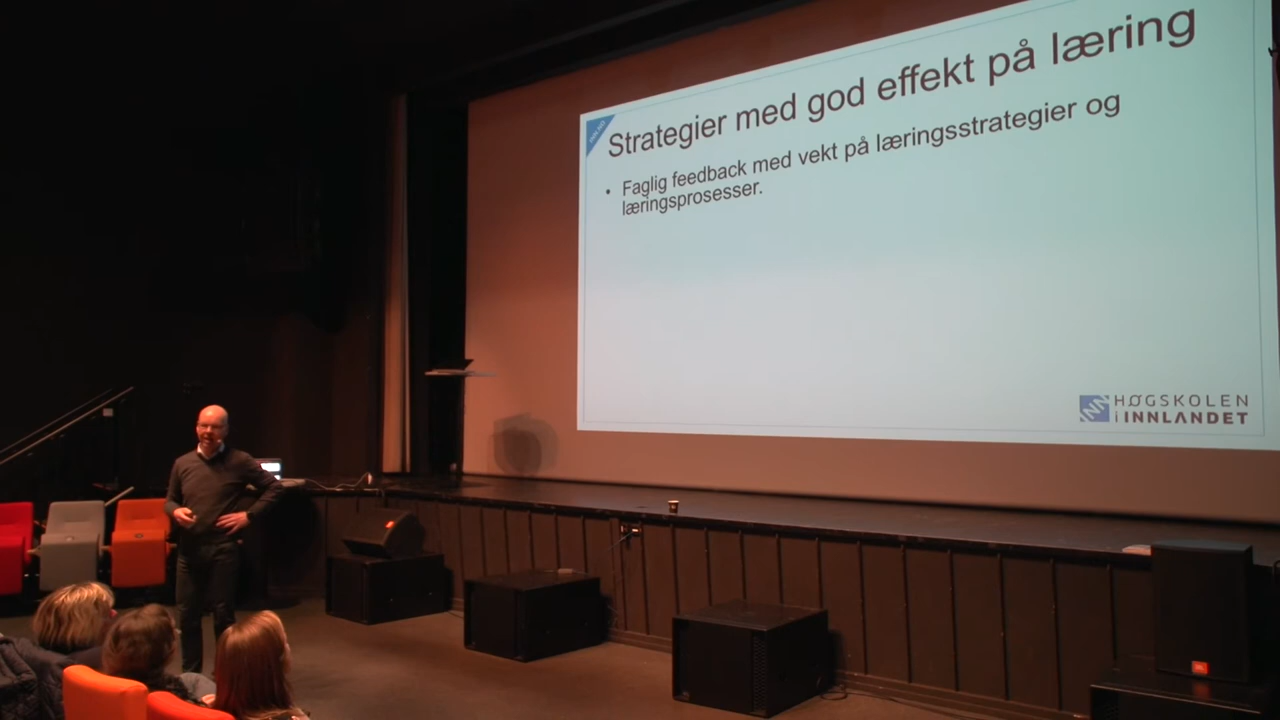 Strategier med god effekt på læring
• Faglig feedback med vekt på læringsstrategier og
læringsprosesser.
HØGSKOLEN
i INNLANDET